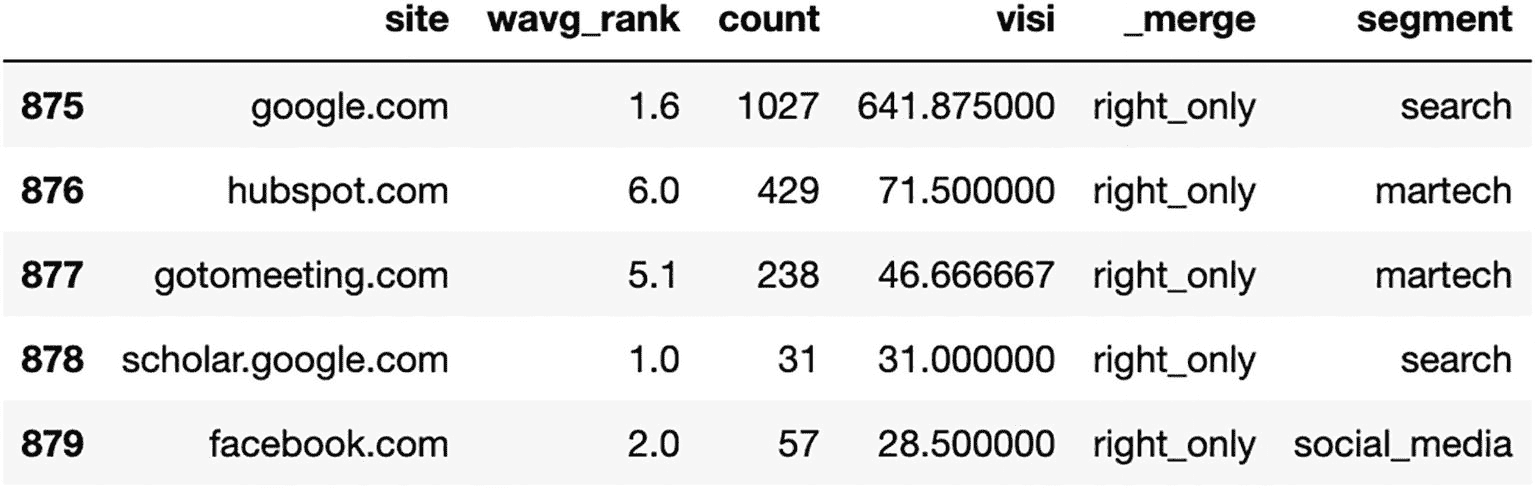 site wavg_rank count visi _merge segment
875 google.com 1.6 1027 641.875000 right_only search
876 hubspot.com 6.0 429 71.500000 right_only martech
877 gotomeeting.com 5.1 238 46.666667 right_only martech
878 scholar.google.com 1.0 31 31.000000 right_only search
879 facebook.com 2.0 57 28.500000 right_only social_media